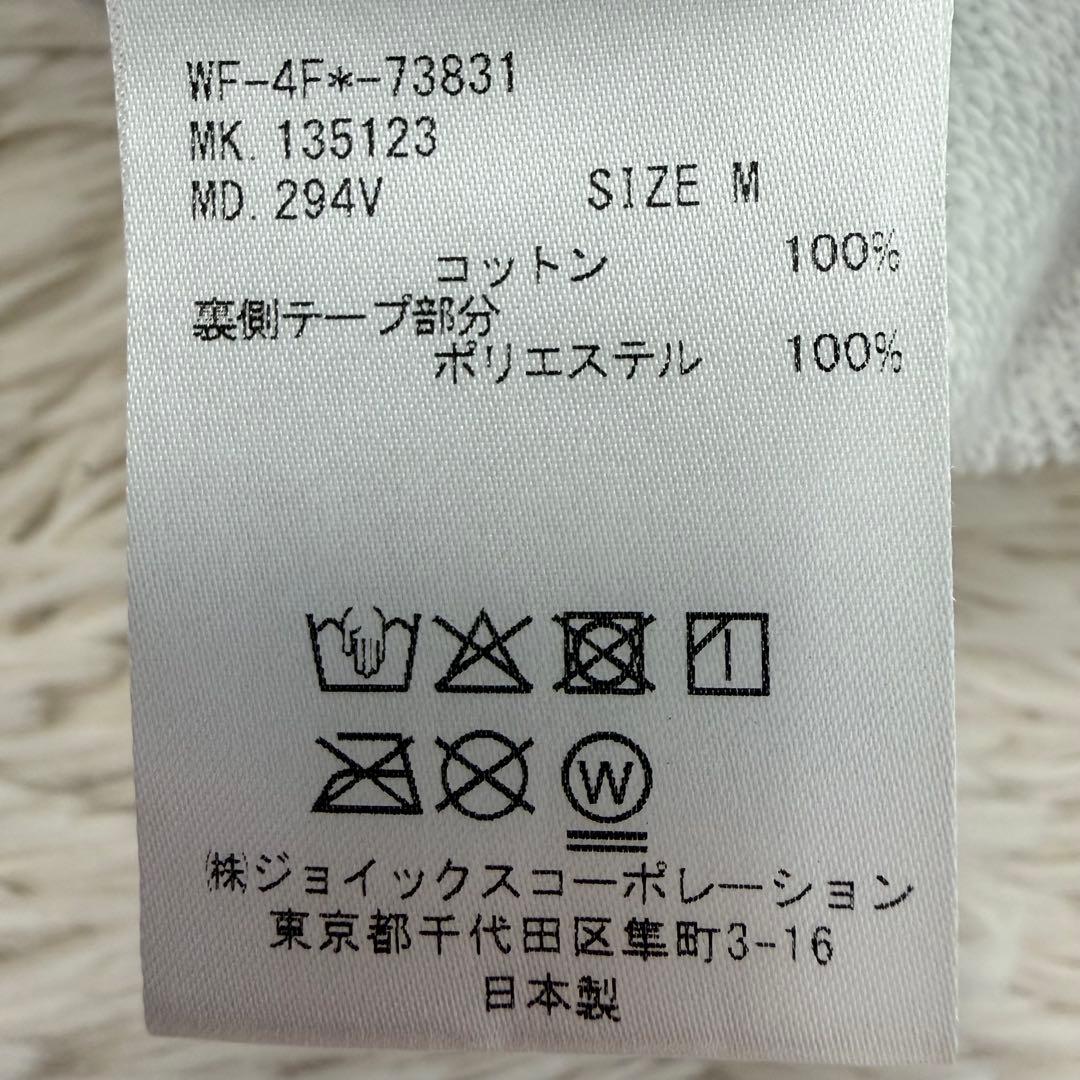 WF-4F*-73831
MK. 135123
MD. 294V SIZE M
コットン 100%
裏側テープ部分
ポリエステル 100%
W
㈱ジョイックスコーポレーション
東京都千代田区隼町3-16
日本製